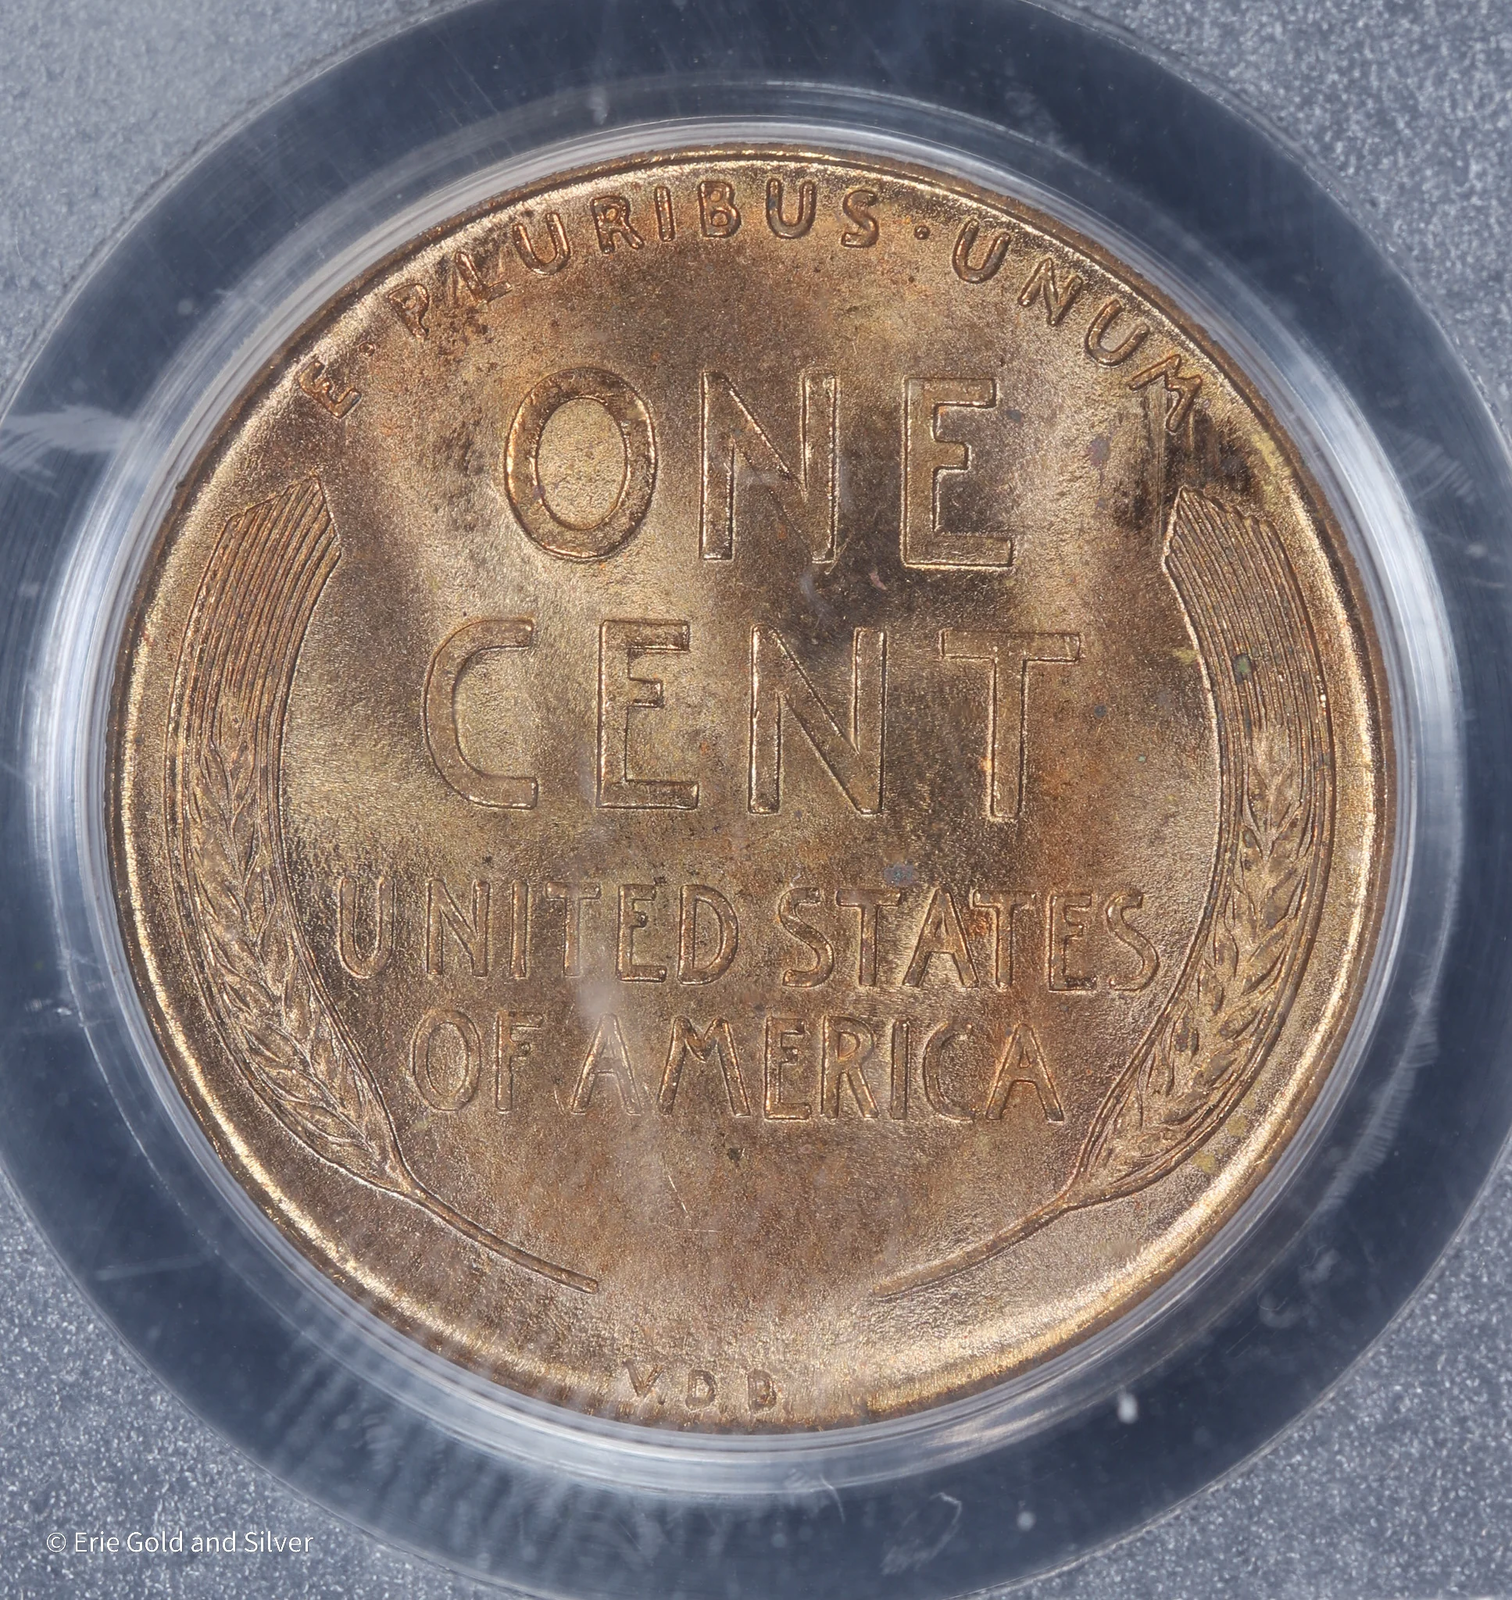 E · PLURIBUS · UNUM
ONE
CENT
UNITED STATES
OF AMERICA
V.D.B.
© Erie Gold and Silver